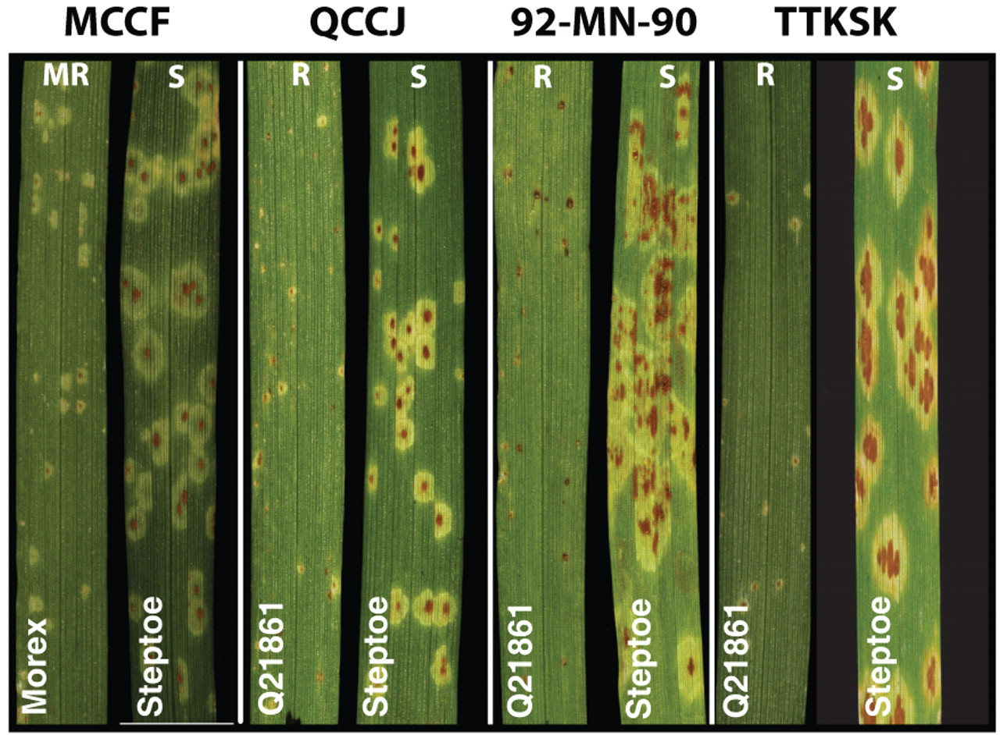 MCCF QCCJ 92-MN-90 TTKSK
MR S R S R S R S
Morex Steptoe Q21861 Steptoe Q21861 Steptoe Q21861 Steptoe